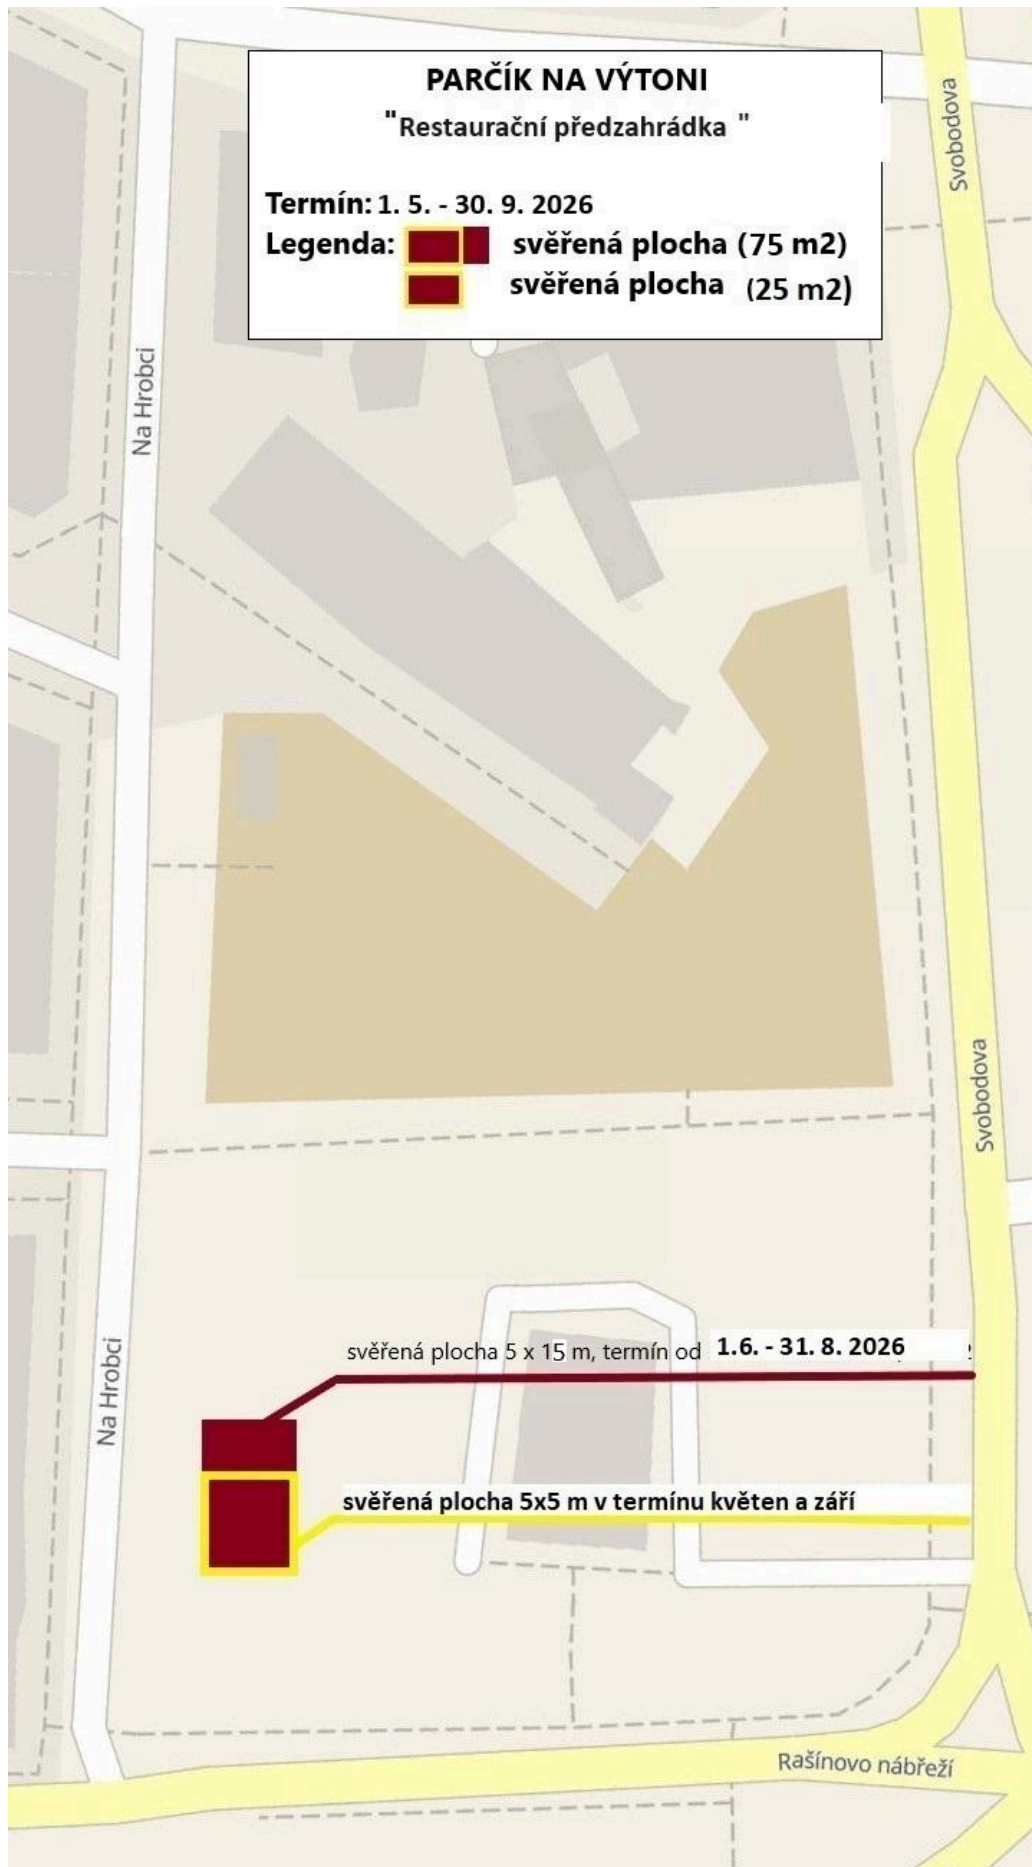 PARČÍK NA VÝTONI
"Restaurační předzahrádka "
Termín: 1. 5. - 30. 9. 2026
Legenda: svěřená plocha (75 m2)
svěřená plocha (25 m2)
Svobodova
Na Hrobci
Svobodova
Na Hrobci
svěřená plocha 5 x 15 m, termín od 1.6. - 31. 8. 2026
svěřená plocha 5x5 m v termínu květen a září
Rašínovo nábřeží